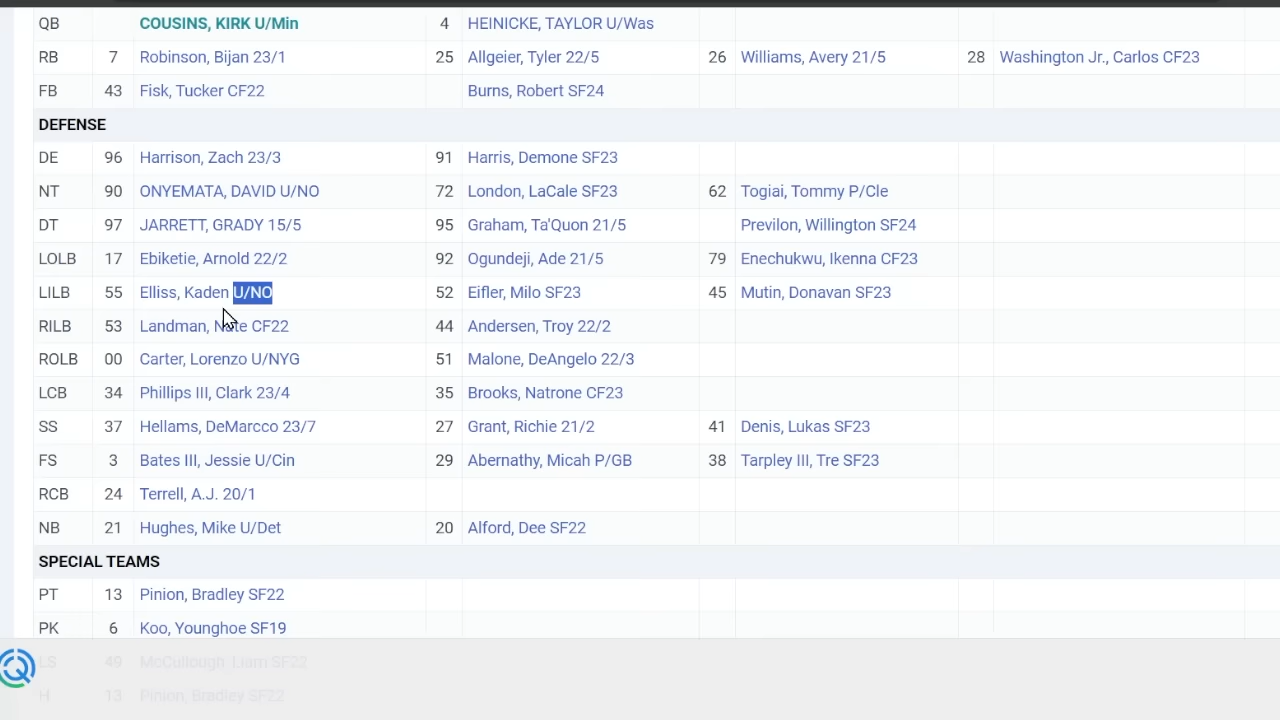 QB COUSINS, KIRK U/Min 4 HEINICKE, TAYLOR U/Was
RB 7 Robinson, Bijan 23/1 25 Allgeier, Tyler 22/5 26 Williams, Avery 21/5 28 Washington Jr., Carlos CF23
FB 43 Fisk, Tucker CF22 Burns, Robert SF24
DEFENSE
DE 96 Harrison, Zach 23/3 91 Harris, Demone SF23
NT 90 ONYEMATA, DAVID U/NO 72 London, LaCale SF23 62 Togiai, Tommy P/Cle
DT 97 JARRETT, GRADY 15/5 95 Graham, Ta'Quon 21/5 Previlon, Willington SF24
LOLB 17 Ebiketie, Arnold 22/2 92 Ogundeji, Ade 21/5 79 Enechukwu, Ikenna CF23
LILB 55 Elliss, Kaden U/NO 52 Eifler, Milo SF23 45 Mutin, Donavan SF23
RILB 53 Landman, Nate CF22 44 Andersen, Troy 22/2
ROLB 00 Carter, Lorenzo U/NYG 51 Malone, DeAngelo 22/3
LCB 34 Phillips III, Clark 23/4 35 Brooks, Natrone CF23
SS 37 Hellams, DeMarcco 23/7 27 Grant, Richie 21/2 41 Denis, Lukas SF23
FS 3 Bates III, Jessie U/Cin 29 Abernathy, Micah P/GB 38 Tarpley III, Tre SF23
RCB 24 Terrell, A.J. 20/1
NB 21 Hughes, Mike U/Det 20 Alford, Dee SF22
SPECIAL TEAMS
PT 13 Pinion, Bradley SF22
PK 6 Koo, Younghoe SF19
LS 49 McCullough, Liam SF22
H 13 Pinion, Bradley SF22